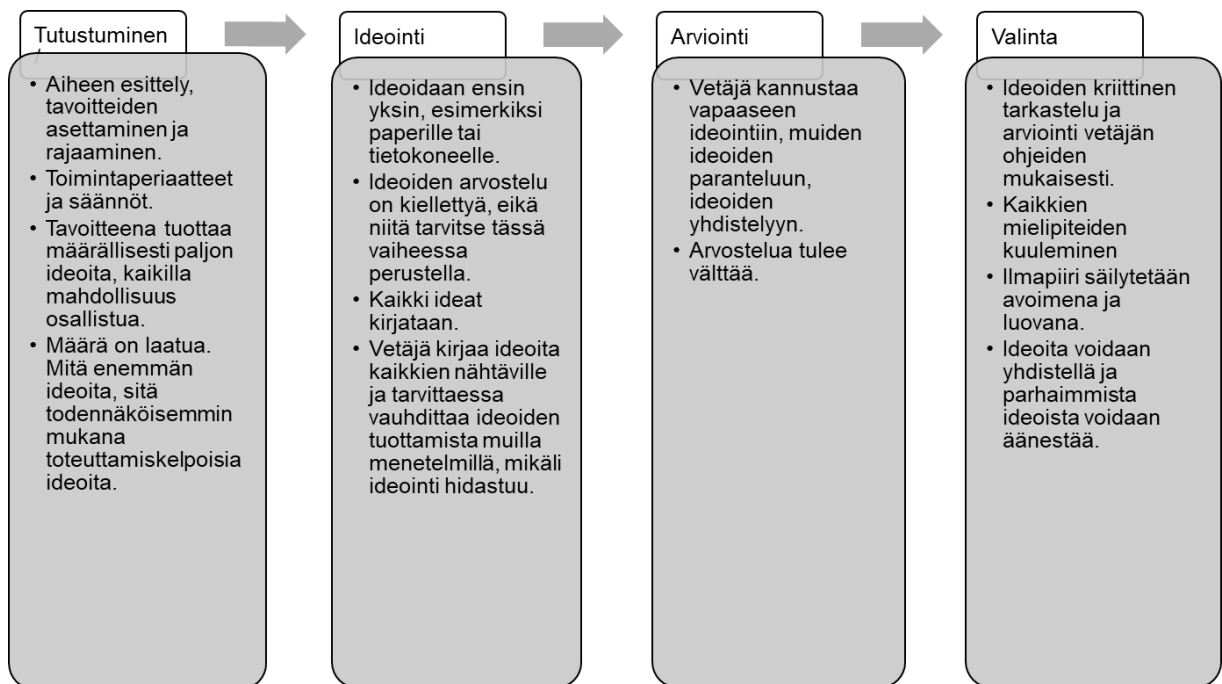 Tutustuminen
/
• Aiheen esittely,
tavoitteiden
asettaminen ja
rajaaminen.
• Toimintaperiaatteet
ja säännöt.
• Tavoitteena tuottaa
määrällisesti paljon
ideoita, kaikilla
mahdollisuus
osallistua.
• Määrä on laatua.
Mitä enemmän
ideoita, sitä
todennäköisemmin
mukana
toteuttamiskelpoisia
ideoita.
Ideointi
• Ideoidaan ensin
yksin, esimerkiksi
paperille tai
tietokoneelle.
• Ideoiden arvostelu
on kiellettyä, eikä
niitä tarvitse tässä
vaiheessa
perustella.
• Kaikki ideat
kirjataan.
• Vetäjä kirjaa ideoita
kaikkien nähtäville
ja tarvittaessa
vauhdittaa ideoiden
tuottamista muilla
menetelmillä, mikäli
ideointi hidastuu.
Arviointi
• Vetäjä kannustaa
vapaaseen
ideointiin, muiden
ideoiden
paranteluun,
ideoiden
yhdistelyyn.
• Arvostelua tulee
välttää.
Valinta
• Ideoiden kriittinen
tarkastelu ja
arviointi vetäjän
ohjeiden
mukaisesti.
• Kaikkien
mielipiteiden
kuuleminen
• Ilmapiiri säilytetään
avoimena ja
luovana.
• Ideoita voidaan
yhdistellä ja
parhaimmista
ideoista voidaan
äänestää.